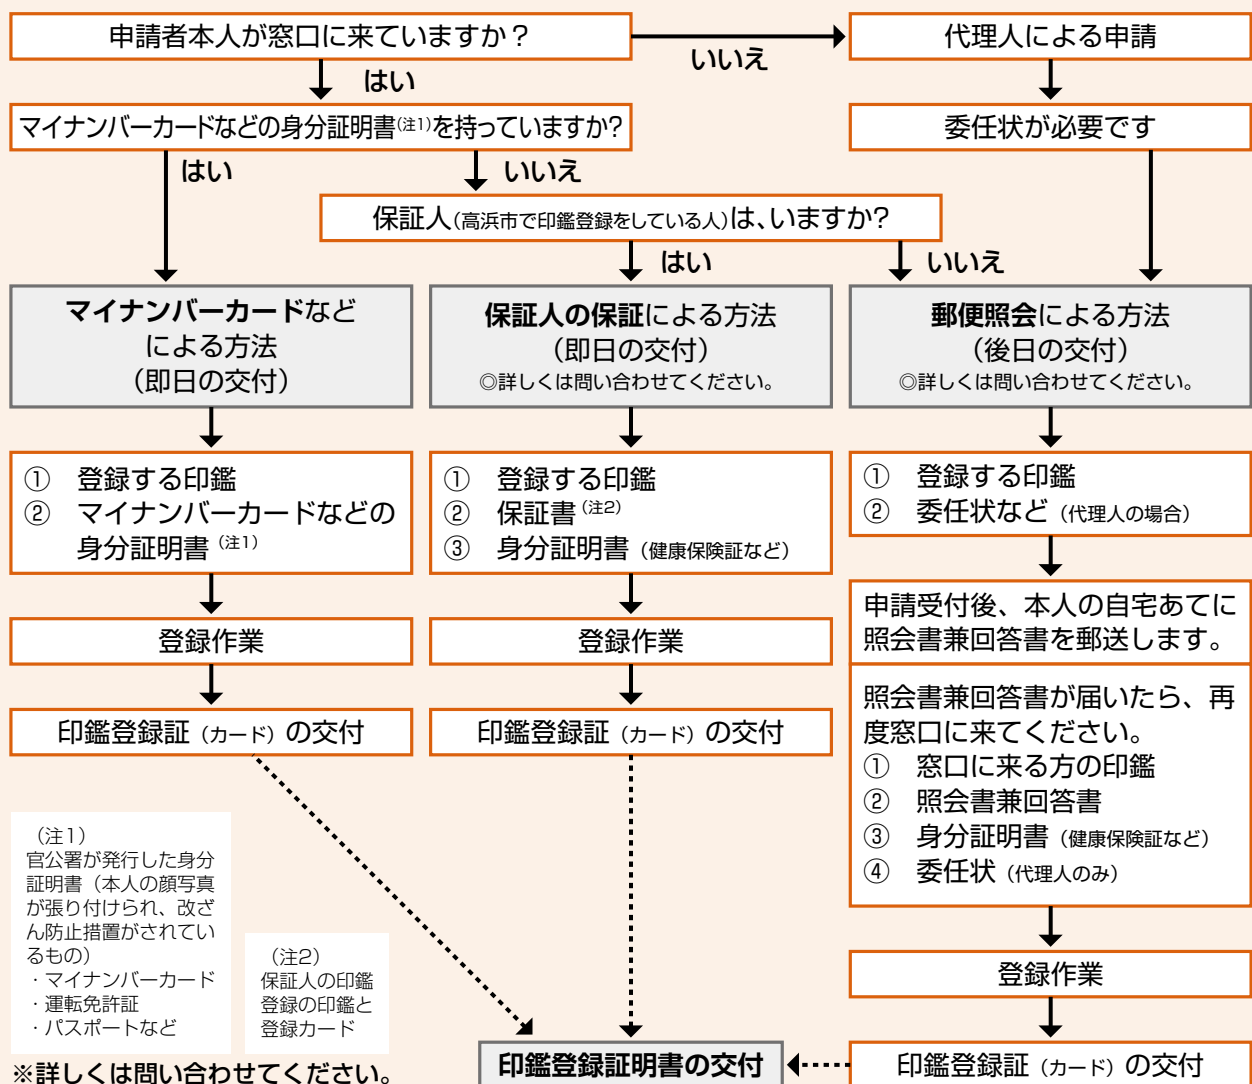 申請者本人が窓口に来ていますか？
いいえ
代理人による申請
はい
マイナンバーカードなどの身分証明書(注1)を持っていますか?
委任状が必要です
はい
いいえ
保証人(高浜市で印鑑登録をしている人)は、いますか?
はい
いいえ
マイナンバーカードなど
による方法
（即日の交付）
保証人の保証による方法
（即日の交付）
◎詳しくは問い合わせてください。
郵便照会による方法
（後日の交付）
◎詳しくは問い合わせてください。
① 登録する印鑑
② マイナンバーカードなどの
身分証明書（注1）
① 登録する印鑑
② 保証書（注2）
③ 身分証明書（健康保険証など）
① 登録する印鑑
② 委任状など（代理人の場合）
登録作業
登録作業
申請受付後、本人の自宅あてに
照会書兼回答書を郵送します。
印鑑登録証（カード）の交付
印鑑登録証（カード）の交付
照会書兼回答書が届いたら、再
度窓口に来てください。
① 窓口に来る方の印鑑
② 照会書兼回答書
③ 身分証明書（健康保険証など）
④ 委任状（代理人のみ）
（注1）
官公署が発行した身分
証明書（本人の顔写真
が張り付けられ、改ざ
ん防止措置がされてい
るもの）
・マイナンバーカード
・運転免許証
・パスポートなど
（注2）
保証人の印鑑
登録の印鑑と
登録カード
登録作業
※詳しくは問い合わせてください。
印鑑登録証明書の交付
印鑑登録証（カード）の交付